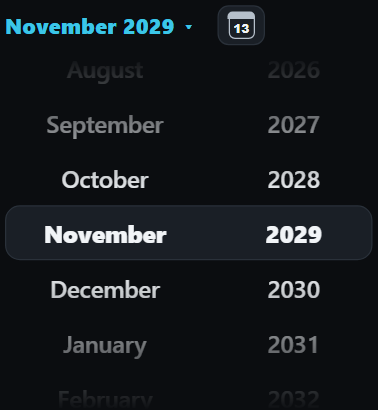 November 2029
13
August 2026
September 2027
October 2028
November 2029
December 2030
January 2031
February 2032